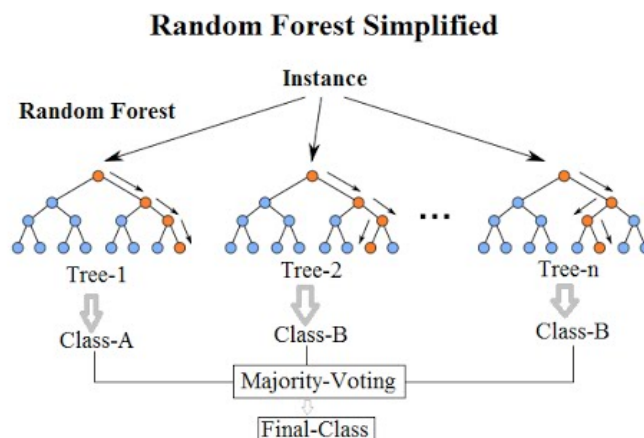 Random Forest Simplified
Instance
Random Forest
...
Tree-1
Tree-2
Tree-n
Class-A
Class-B
Class-B
Majority-Voting
Final-Class